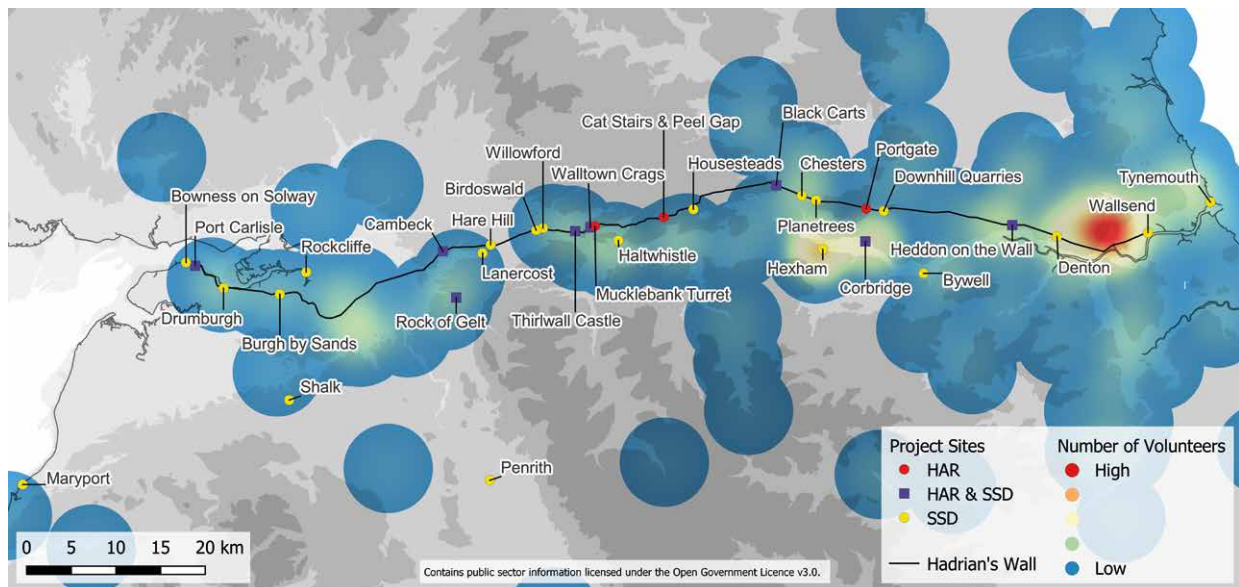 Black Carts
Cat Stairs & Peel Gap
Portgate
Willowford
Housesteads
Chesters
Walltown Crags
Downhill Quarries
Tynemouth
Birdoswald
Bowness on Solway
Wallsend
Port Carlisle
Cambeck
Hare Hill
Planetrees
Rockcliffe
Haltwhistle
Heddon on the Wall
Lanercost
Hexham
Denton
Corbridge
Bywell
Mucklebank Turret
Drumburgh
Rock of Gelt
Thirlwall Castle
Burgh by Sands
Shalk
Penrith
Maryport
Project Sites
HAR
HAR & SSD
SSD
Hadrian's Wall
Number of Volunteers
High
Low
0 5 10 15 20 km
Contains public sector information licensed under the Open Government Licence v3.0.